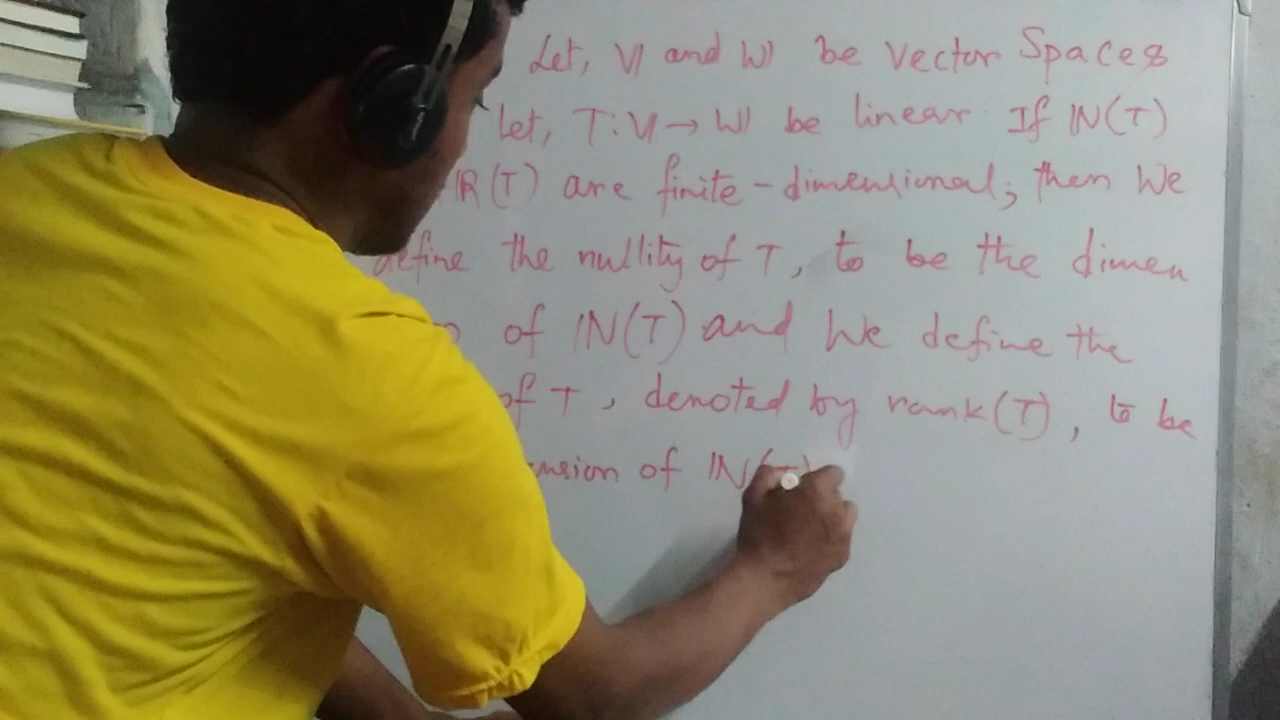 Let, V and W be Vector Spaces
let, T:V→W be linear. If N(T)
R(T) are finite-dimensional; then We
define the nullity of T, to be the dimen
of N(T) and We define the
of T, denoted by rank(T), to be
of N(T)